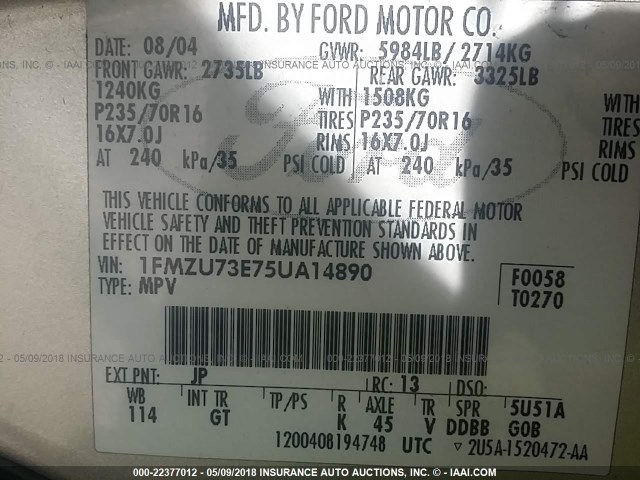 MFD. BY FORD MOTOR CO.
DATE: 08/04 GVWR: 5984LB/ 2714KG
FRONT GAWR: 2735LB REAR GAWR: 3325LB
1240KG WITH 1508KG WITH
P235/70R16 TIRES P235/70R16 TIRES
16X7.0J RIMS 16X7.0J RIMS
AT 240 kPa/35 PSI COLD AT 240 kPa/35 PSI COLD
THIS VEHICLE CONFORMS TO ALL APPLICABLE FEDERAL MOTOR
VEHICLE SAFETY AND THEFT PREVENTION STANDARDS IN
EFFECT ON THE DATE OF MANUFACTURE SHOWN ABOVE.
VIN: 1FMZU73E75UA14890 F0058
TYPE: MPV T0270
EXT PNT: JP RC: 13 DSO:
WB INT TR TP/PS R AXLE TR SPR 5U51A
114 GT K 45 V DDBB GOB
1200408194748 UTC ▽ 2U5A-1520472-AA
000-22377012 - 05/09/2018 INSURANCE AUTO AUCTIONS, INC. - © IAAI.COM